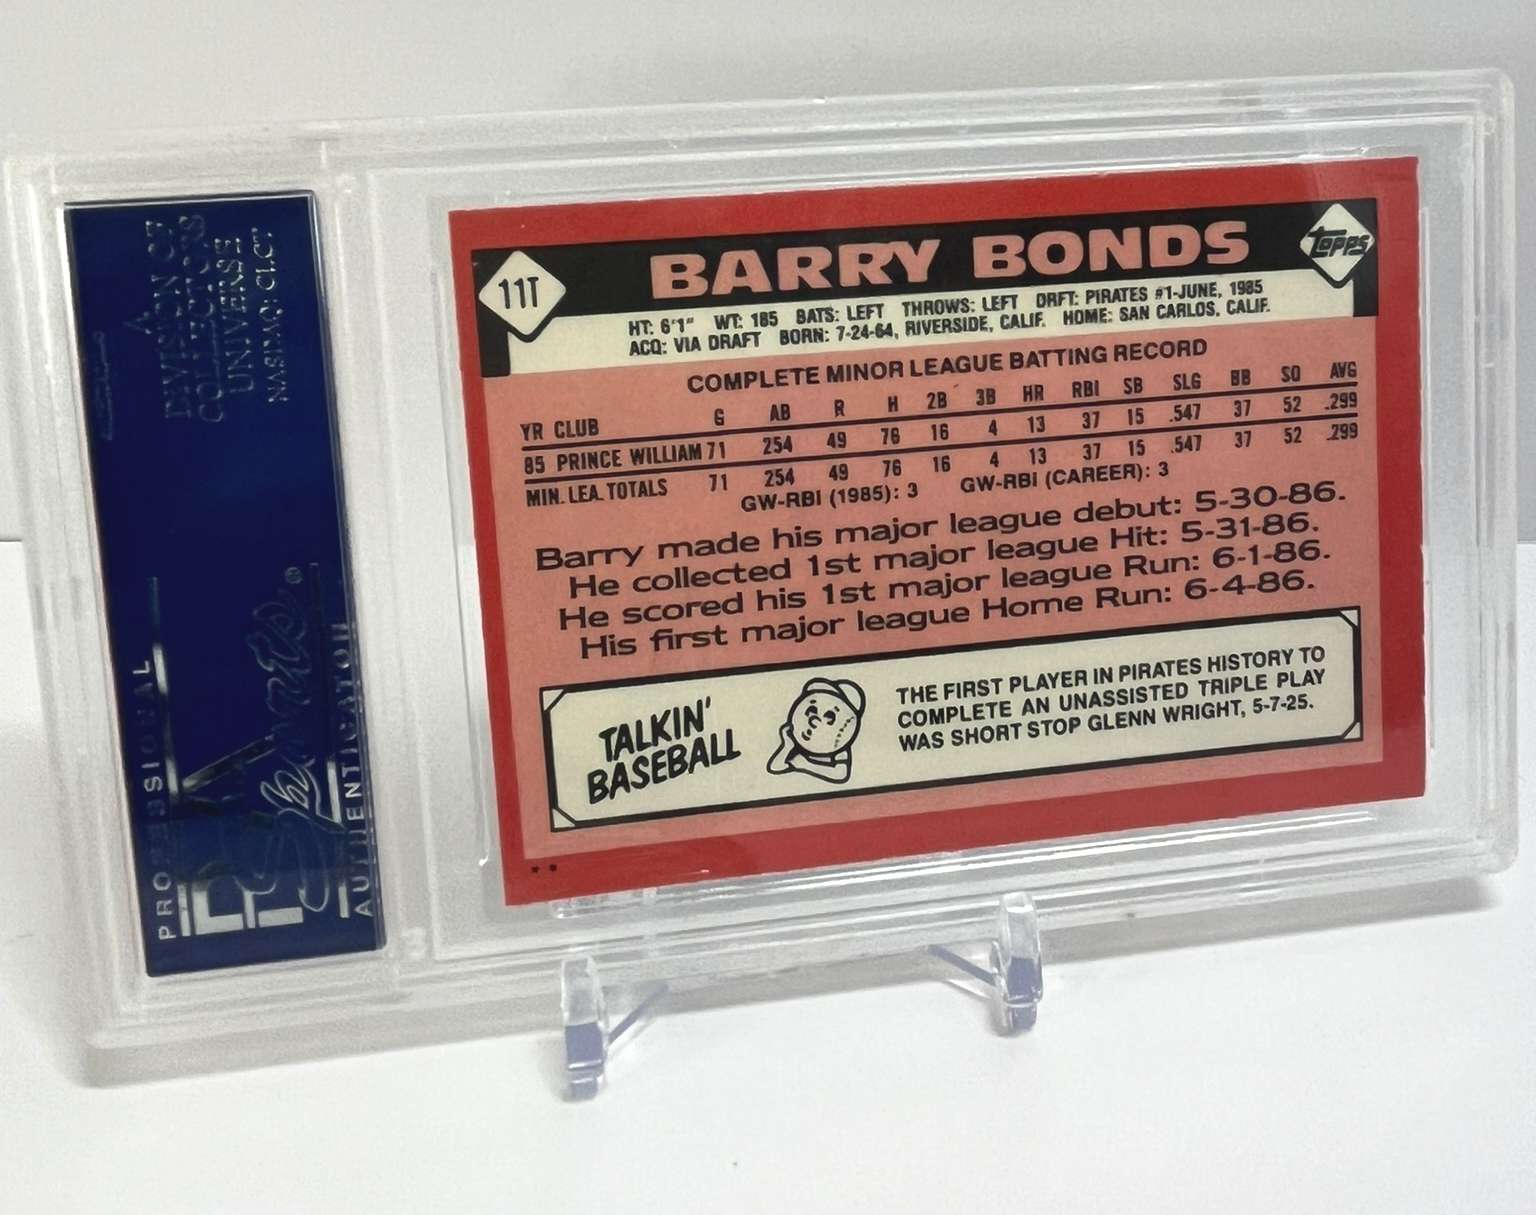 11T
BARRY BONDS
Topps
HT: 6'1" WT: 185 BATS: LEFT THROWS: LEFT DRFT: PIRATES #1-JUNE, 1985
ACQ: VIA DRAFT BORN: 7-24-64, RIVERSIDE, CALIF. HOME: SAN CARLOS, CALIF.
COMPLETE MINOR LEAGUE BATTING RECORD
YR CLUB G AB R H 2B 3B HR RBI SB SLG BB SO AVG
85 PRINCE WILLIAM 71 254 49 76 16 4 13 37 15 .547 37 52 .299
MIN. LEA. TOTALS 71 254 49 76 16 4 13 37 15 .547 37 52 .299
GW-RBI (1985): 3 GW-RBI (CAREER): 3
Barry made his major league debut: 5-30-86.
He collected 1st major league Hit: 5-31-86.
He scored his 1st major league Run: 6-1-86.
His first major league Home Run: 6-4-86.
TALKIN'
BASEBALL
THE FIRST PLAYER IN PIRATES HISTORY TO
COMPLETE AN UNASSISTED TRIPLE PLAY
WAS SHORT STOP GLENN WRIGHT, 5-7-25.
**
A
DIVISION OF
COLLECTORS
UNIVERSE
NASDAQ: CLCT
PROFESSIONAL
AUTHENTICATOR